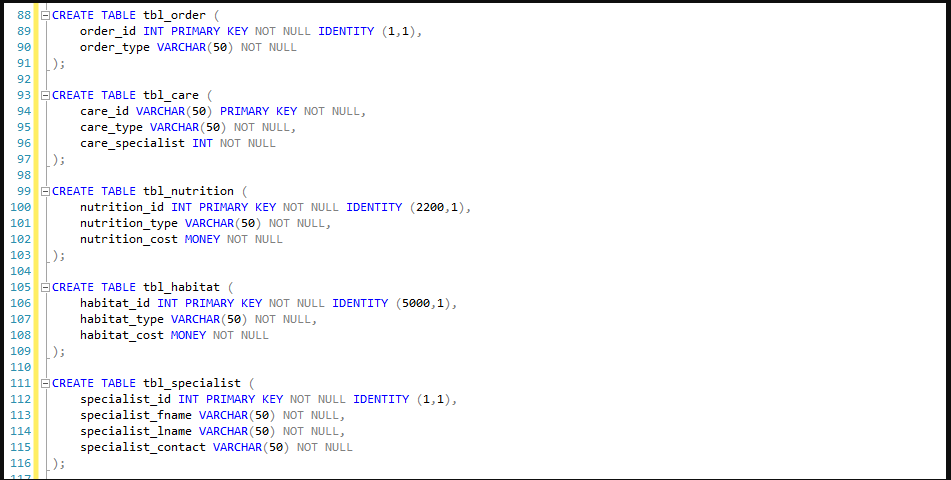 88 CREATE TABLE tbl_order (
89 order_id INT PRIMARY KEY NOT NULL IDENTITY (1,1),
90 order_type VARCHAR(50) NOT NULL
91 );
92
93 CREATE TABLE tbl_care (
94 care_id VARCHAR(50) PRIMARY KEY NOT NULL,
95 care_type VARCHAR(50) NOT NULL,
96 care_specialist INT NOT NULL
97 );
98
99 CREATE TABLE tbl_nutrition (
100 nutrition_id INT PRIMARY KEY NOT NULL IDENTITY (2200,1),
101 nutrition_type VARCHAR(50) NOT NULL,
102 nutrition_cost MONEY NOT NULL
103 );
104
105 CREATE TABLE tbl_habitat (
106 habitat_id INT PRIMARY KEY NOT NULL IDENTITY (5000,1),
107 habitat_type VARCHAR(50) NOT NULL,
108 habitat_cost MONEY NOT NULL
109 );
110
111 CREATE TABLE tbl_specialist (
112 specialist_id INT PRIMARY KEY NOT NULL IDENTITY (1,1),
113 specialist_fname VARCHAR(50) NOT NULL,
114 specialist_lname VARCHAR(50) NOT NULL,
115 specialist_contact VARCHAR(50) NOT NULL
116 );
117